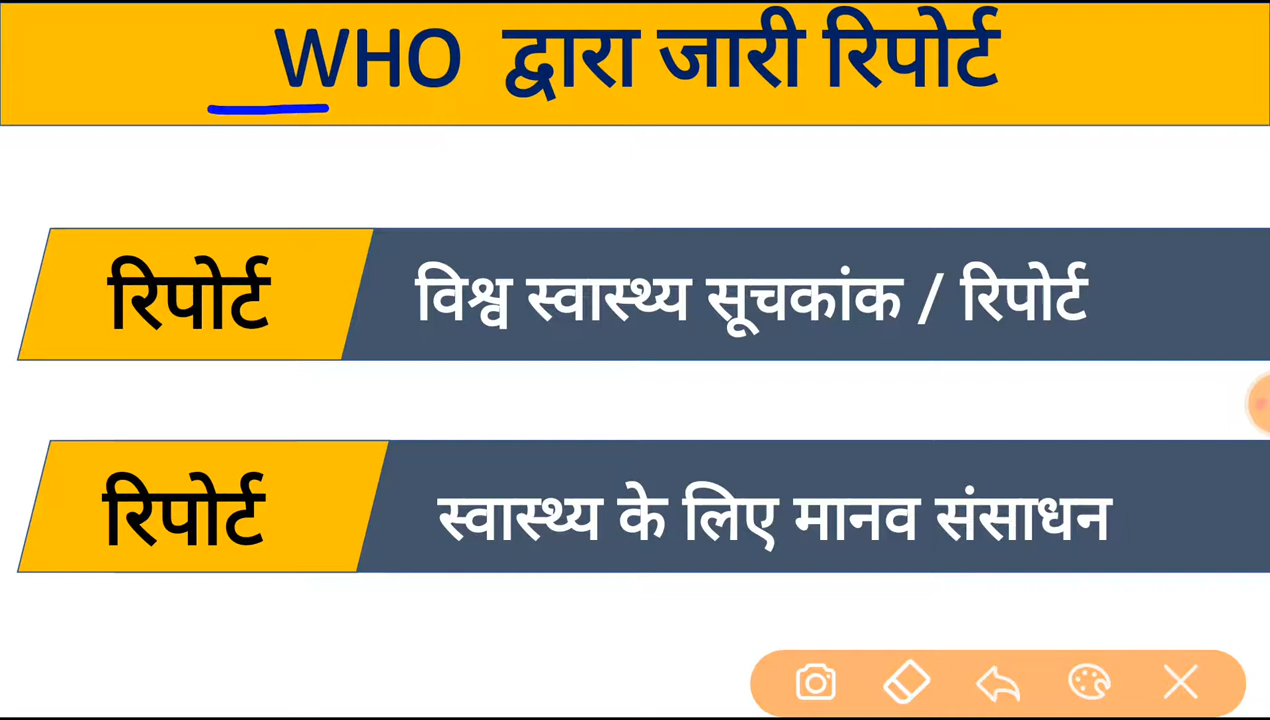 WHO द्वारा जारी रिपोर्ट
रिपोर्ट विश्व स्वास्थ्य सूचकांक / रिपोर्ट
रिपोर्ट स्वास्थ्य के लिए मानव संसाधन